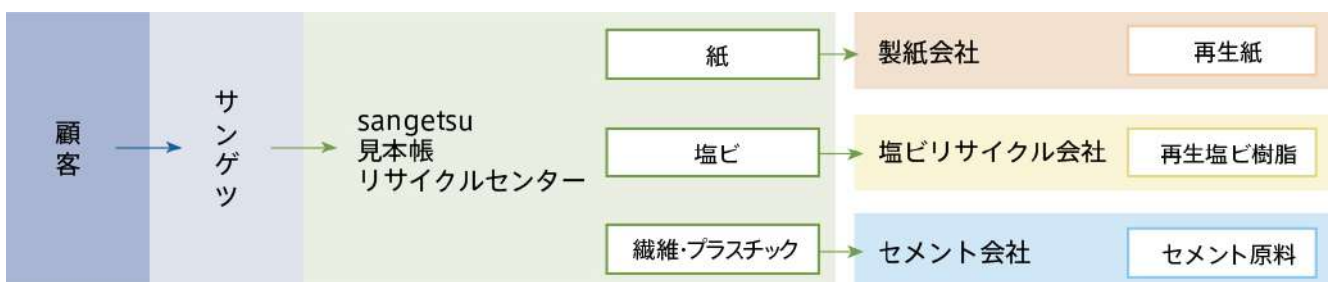 顧客
サンゲツ
sangetsu
見本帳
リサイクルセンター
紙
製紙会社
再生紙
塩ビ
塩ビリサイクル会社
再生塩ビ樹脂
繊維・プラスチック
セメント会社
セメント原料